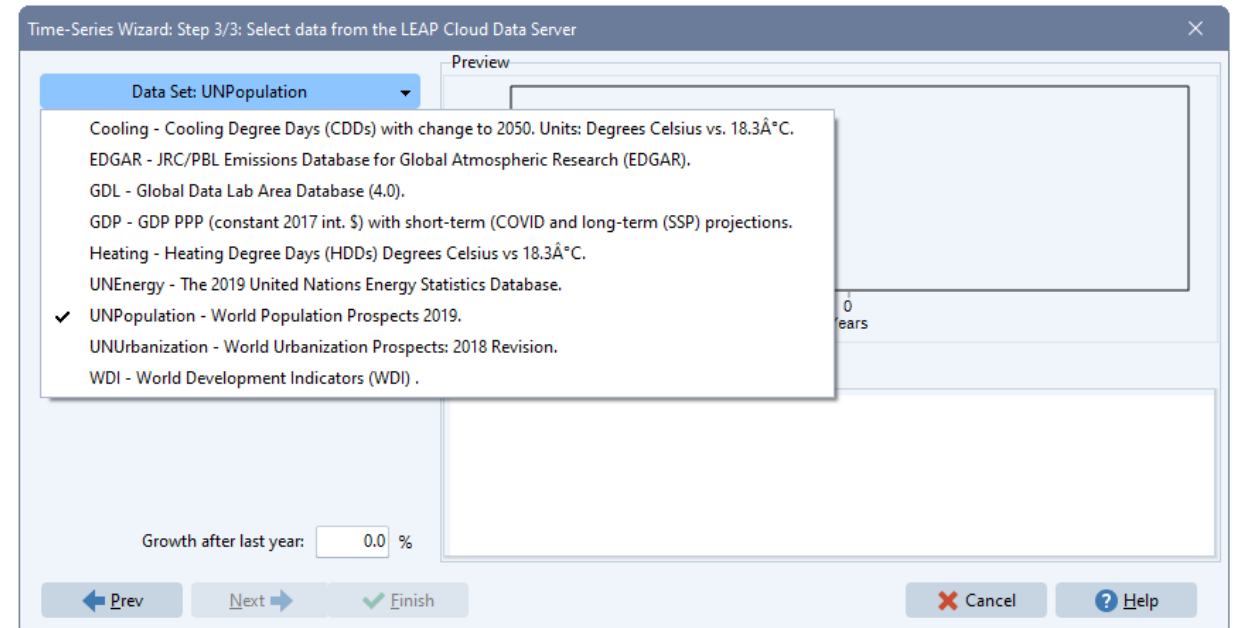 Time-Series Wizard: Step 3/3: Select data from the LEAP Cloud Data Server
Preview
Data Set: UNPopulation
Cooling - Cooling Degree Days (CDDs) with change to 2050. Units: Degrees Celsius vs. 18.3Â°C.
EDGAR - JRC/PBL Emissions Database for Global Atmospheric Research (EDGAR).
GDL - Global Data Lab Area Database (4.0).
GDP - GDP PPP (constant 2017 int. $) with short-term (COVID and long-term (SSP) projections.
Heating - Heating Degree Days (HDDs) Degrees Celsius vs 18.3Â°C.
UNEnergy - The 2019 United Nations Energy Statistics Database.
UNPopulation - World Population Prospects 2019.
UNUrbanization - World Urbanization Prospects: 2018 Revision.
WDI - World Development Indicators (WDI) .
0
ears
Growth after last year: 0.0 %
Prev Next Finish Cancel Help